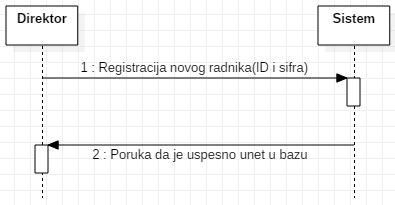 Direktor
Sistem
1 : Registracija novog radnika(ID i sifra)
2 : Poruka da je uspesno unet u bazu